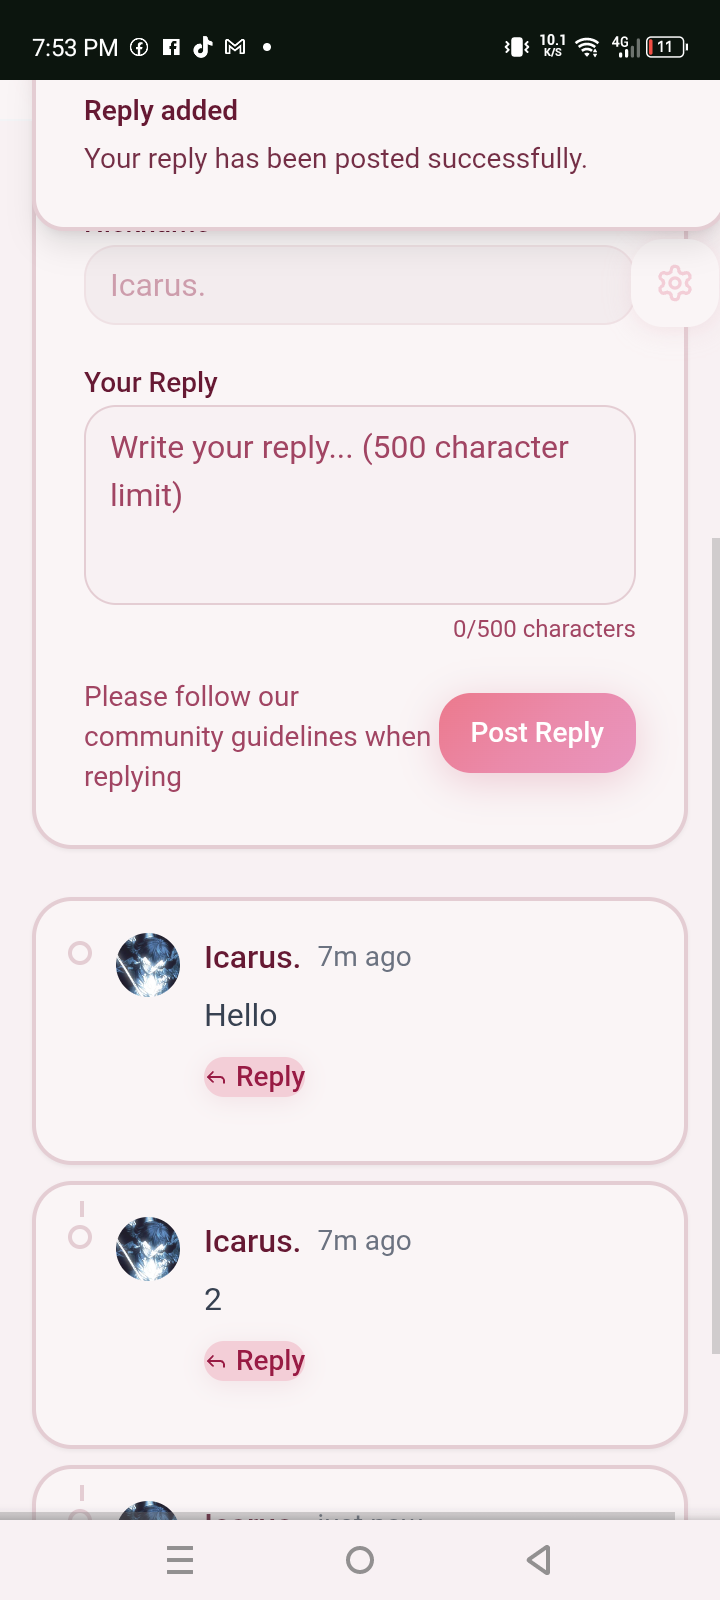 7:53 PM
10.1
K/S
4G
11
Reply added
Your reply has been posted successfully.
Icarus.
Your Reply
Write your reply... (500 character
limit)
0/500 characters
Please follow our
community guidelines when
replying
Post Reply
Icarus. 7m ago
Hello
Reply
Icarus. 7m ago
2
Reply